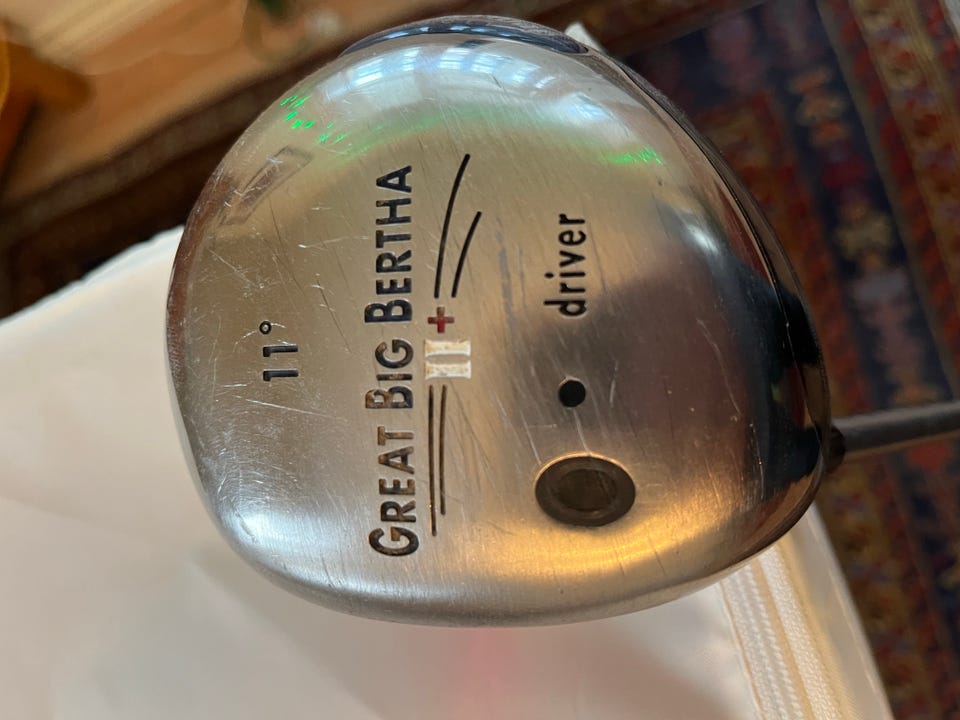 11°
GREAT BIG BERTHA
II+
driver